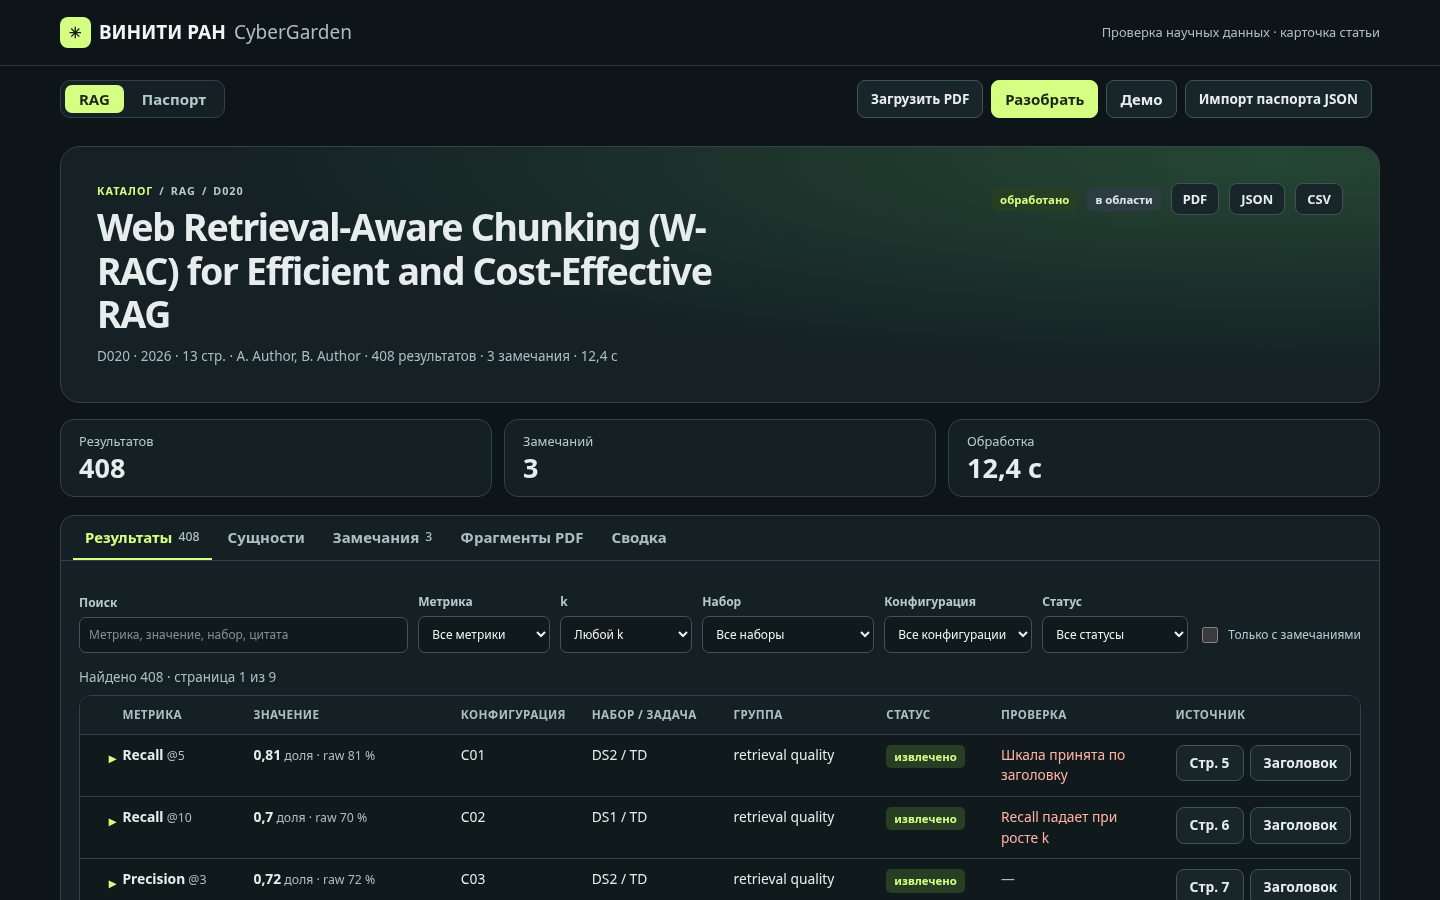 ВИНИТИ РАН CyberGarden
Проверка научных данных · карточка статьи
RAG Паспорт
Загрузить PDF Разобрать Демо Импорт паспорта JSON
КАТАЛОГ / RAG / D020
обработано в области PDF JSON CSV
Web Retrieval-Aware Chunking (W-
RAC) for Efficient and Cost-Effective
RAG
D020 · 2026 · 13 стр. · A. Author, B. Author · 408 результатов · 3 замечания · 12,4 с
Результатов
408
Замечаний
3
Обработка
12,4 с
Результаты 408 Сущности Замечания 3 Фрагменты PDF Сводка
Поиск Метрика k Набор Конфигурация Статус
Метрика, значение, набор, цитата Все метрики Любой k Все наборы Все конфигурации Все статусы Только с замечаниями
Найдено 408 · страница 1 из 9
МЕТРИКА ЗНАЧЕНИЕ КОНФИГУРАЦИЯ НАБОР / ЗАДАЧА ГРУППА СТАТУС ПРОВЕРКА ИСТОЧНИК
▶ Recall @5 0,81 доля · raw 81 % C01 DS2 / TD retrieval quality извлечено Шкала принята по Стр. 5 Заголовок
заголовку
▶ Recall @10 0,7 доля · raw 70 % C02 DS1 / TD retrieval quality извлечено Recall падает при Стр. 6 Заголовок
росте k
▶ Precision @3 0,72 доля · raw 72 % C03 DS2 / TD retrieval quality извлечено — Стр. 7 Заголовок